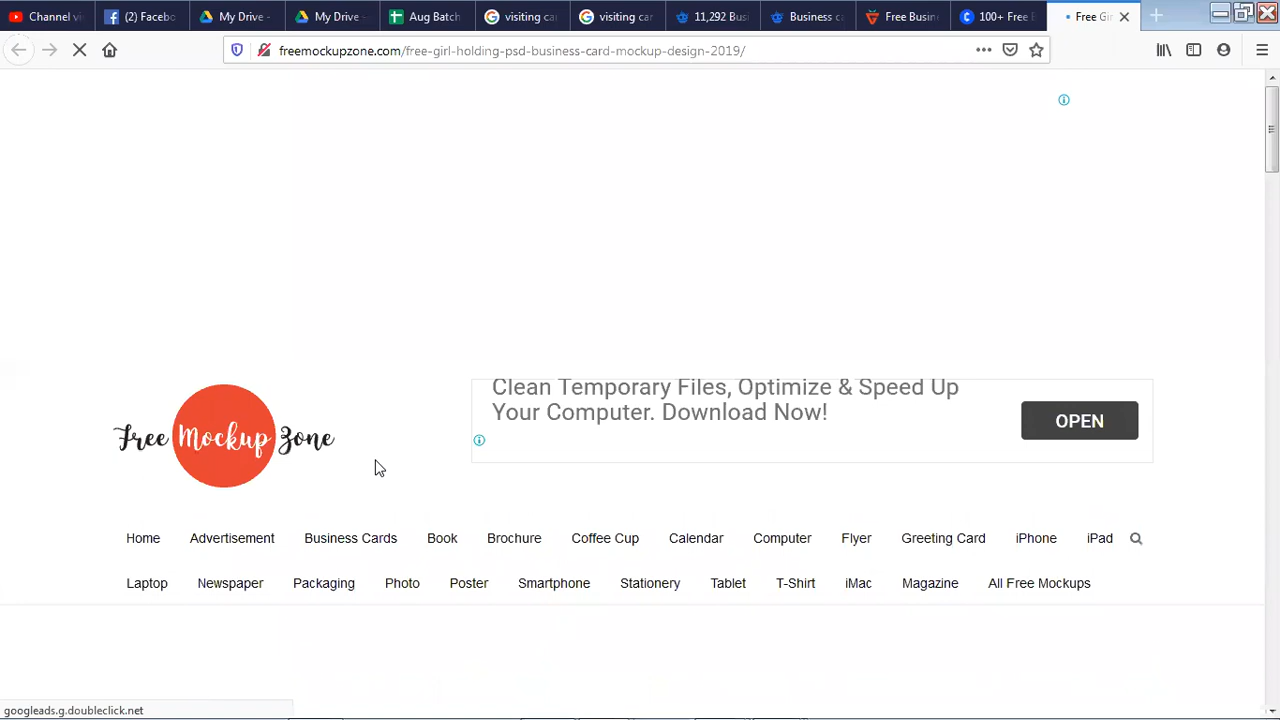 Channel vi
(2) Facebo
My Drive -
My Drive -
Aug Batch
visiting car
visiting car
11,292 Busi
Business c
Free Busin
100+ Free B
Free Gir
freemockupzone.com/free-girl-holding-psd-business-card-mockup-design-2019/
Clean Temporary Files, Optimize & Speed Up
Your Computer. Download Now!
OPEN
Free Mockup Zone
Home Advertisement Business Cards Book Brochure Coffee Cup Calendar Computer Flyer Greeting Card iPhone iPad
Laptop Newspaper Packaging Photo Poster Smartphone Stationery Tablet T-Shirt iMac Magazine All Free Mockups
googleads.g.doubleclick.net